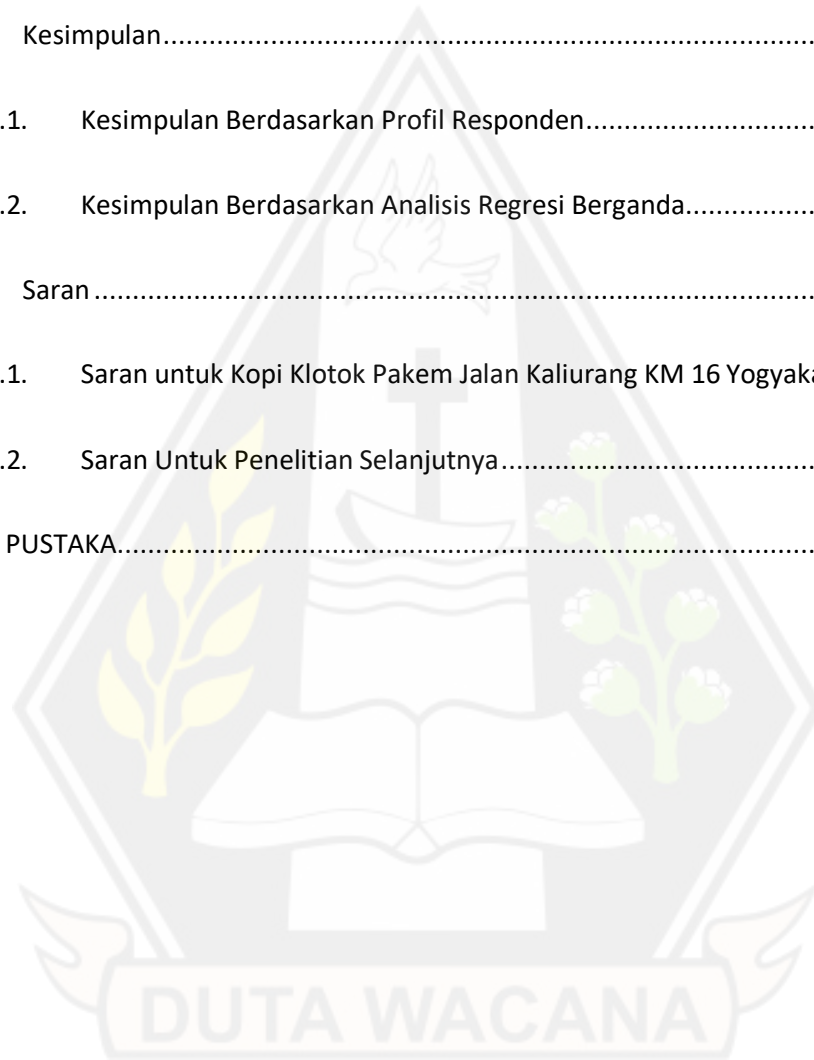 Kesimpulan.....................................................................................
.1. Kesimpulan Berdasarkan Profil Responden..............................
.2. Kesimpulan Berdasarkan Analisis Regresi Berganda.................
Saran..............................................................................................
.1. Saran untuk Kopi Klotok Pakem Jalan Kaliurang KM 16 Yogyaka
.2. Saran Untuk Penelitian Selanjutnya.........................................
PUSTAKA...........................................................................................
DUTA WACANA